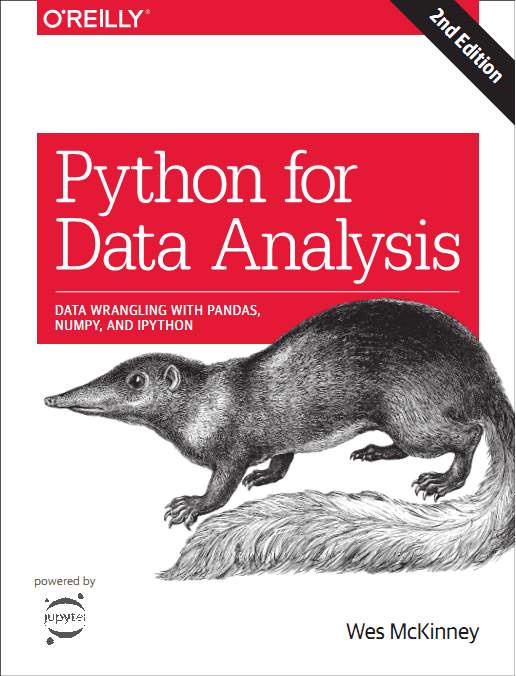 O'REILLY®
2nd Edition
Python for
Data Analysis
DATA WRANGLING WITH PANDAS,
NUMPY, AND IPYTHON
powered by
jupyter
Wes McKinney